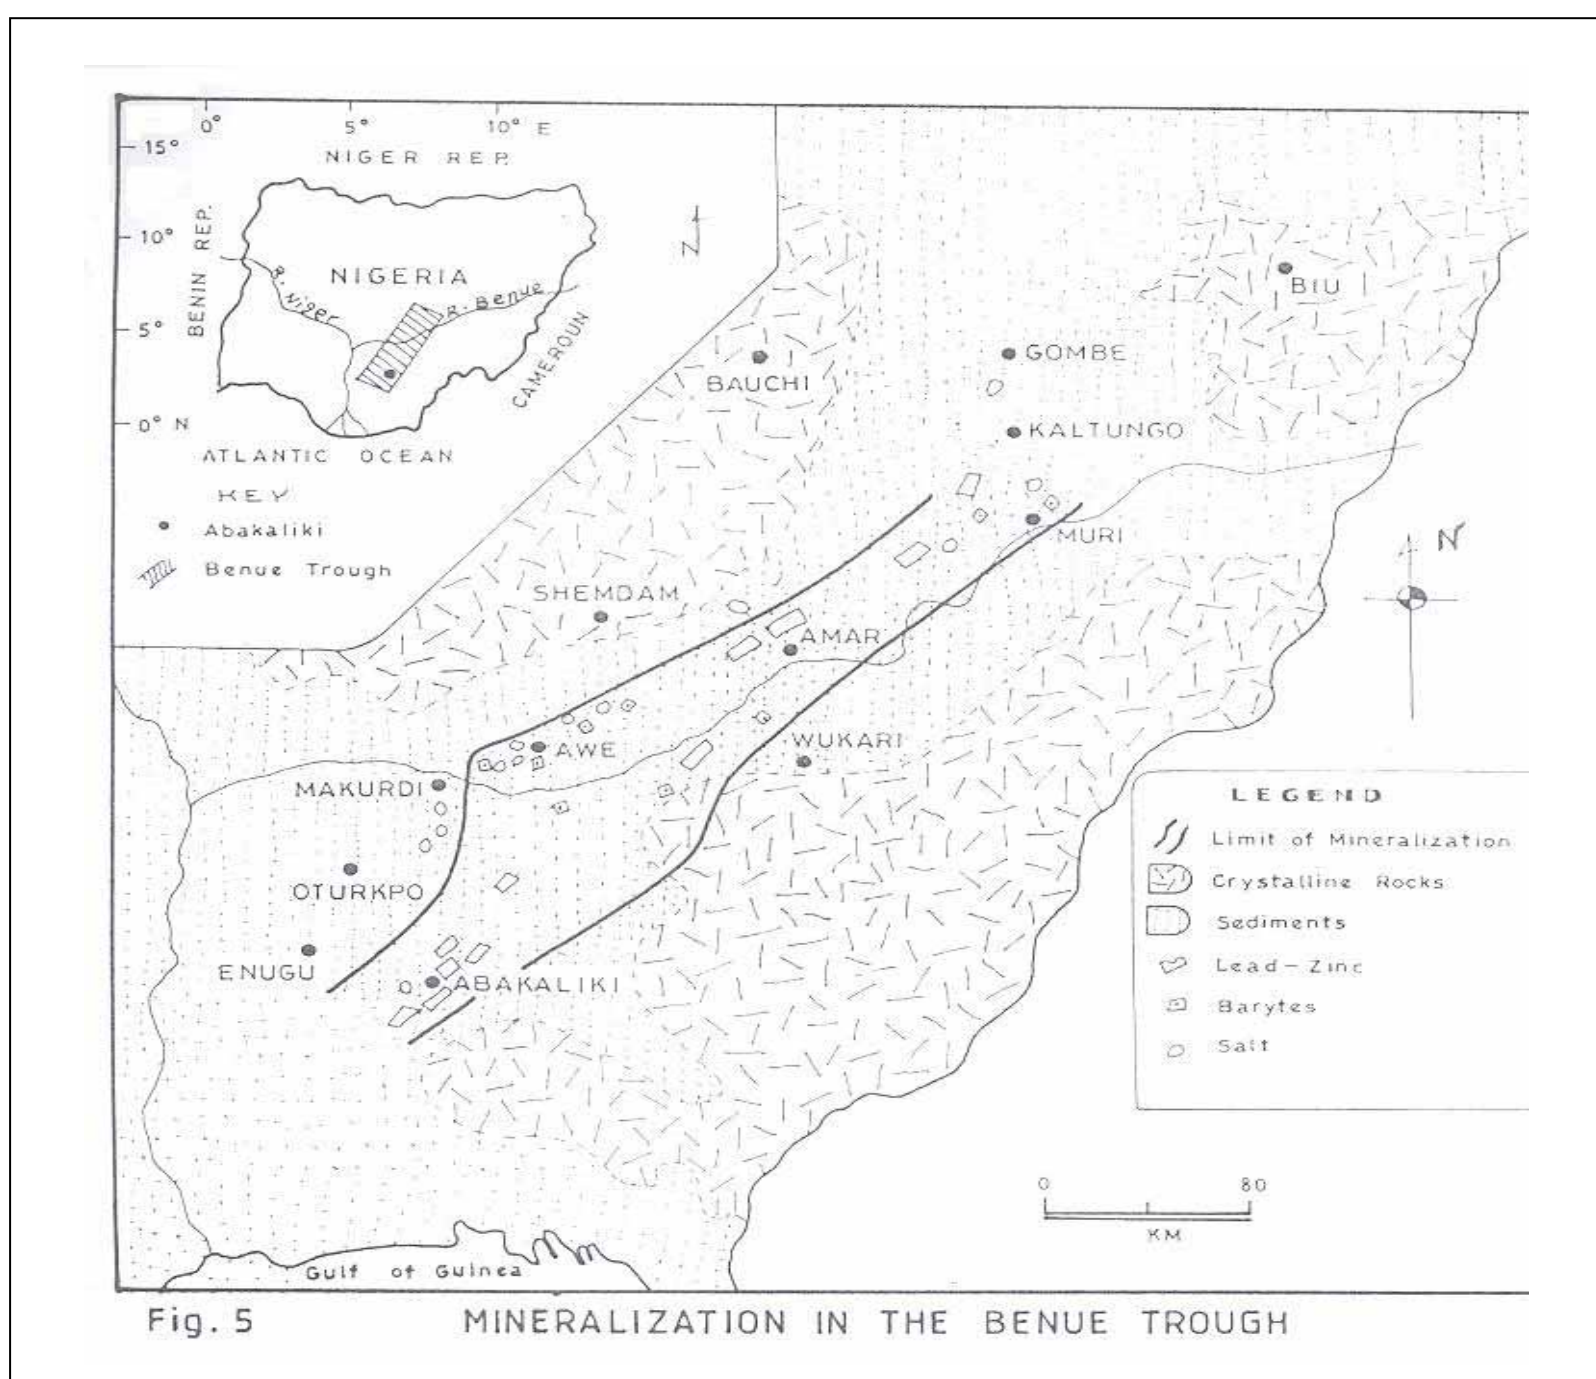 0° 5° 10° E
15°
10°
5°
0° N
NIGER REP.
BENIN REP.
NIGERIA
R. Niger
R. Benue
CAMEROUN
ATLANTIC OCEAN
KEY
Abakaliki
Benue Trough
N
BIU
GOMBE
BAUCHI
KALTUNGO
MURI
N
SHEMDAM
AMAR
AWE
WUKARI
MAKURDI
OTURKPO
ENUGU
ABAKALIKI
LEGEND
Limit of Mineralization
Crystalline Rocks
Sediments
Lead-Zinc
Barytes
Salt
0 80
KM
Gulf of Guinea
Fig. 5 MINERALIZATION IN THE BENUE TROUGH